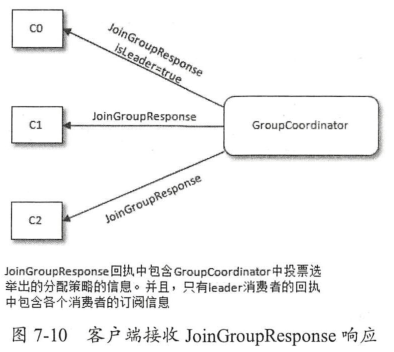 C0
JoinGroupResponse
isLeader=true
C1
JoinGroupResponse
GroupCoordinator
C2
JoinGroupResponse
JoinGroupResponse回执中包含GroupCoordinator中投票选
举出的分配策略的信息。并且，只有leader消费者的回执
中包含各个消费者的订阅信息
图 7-10 客户端接收 JoinGroupResponse 响应